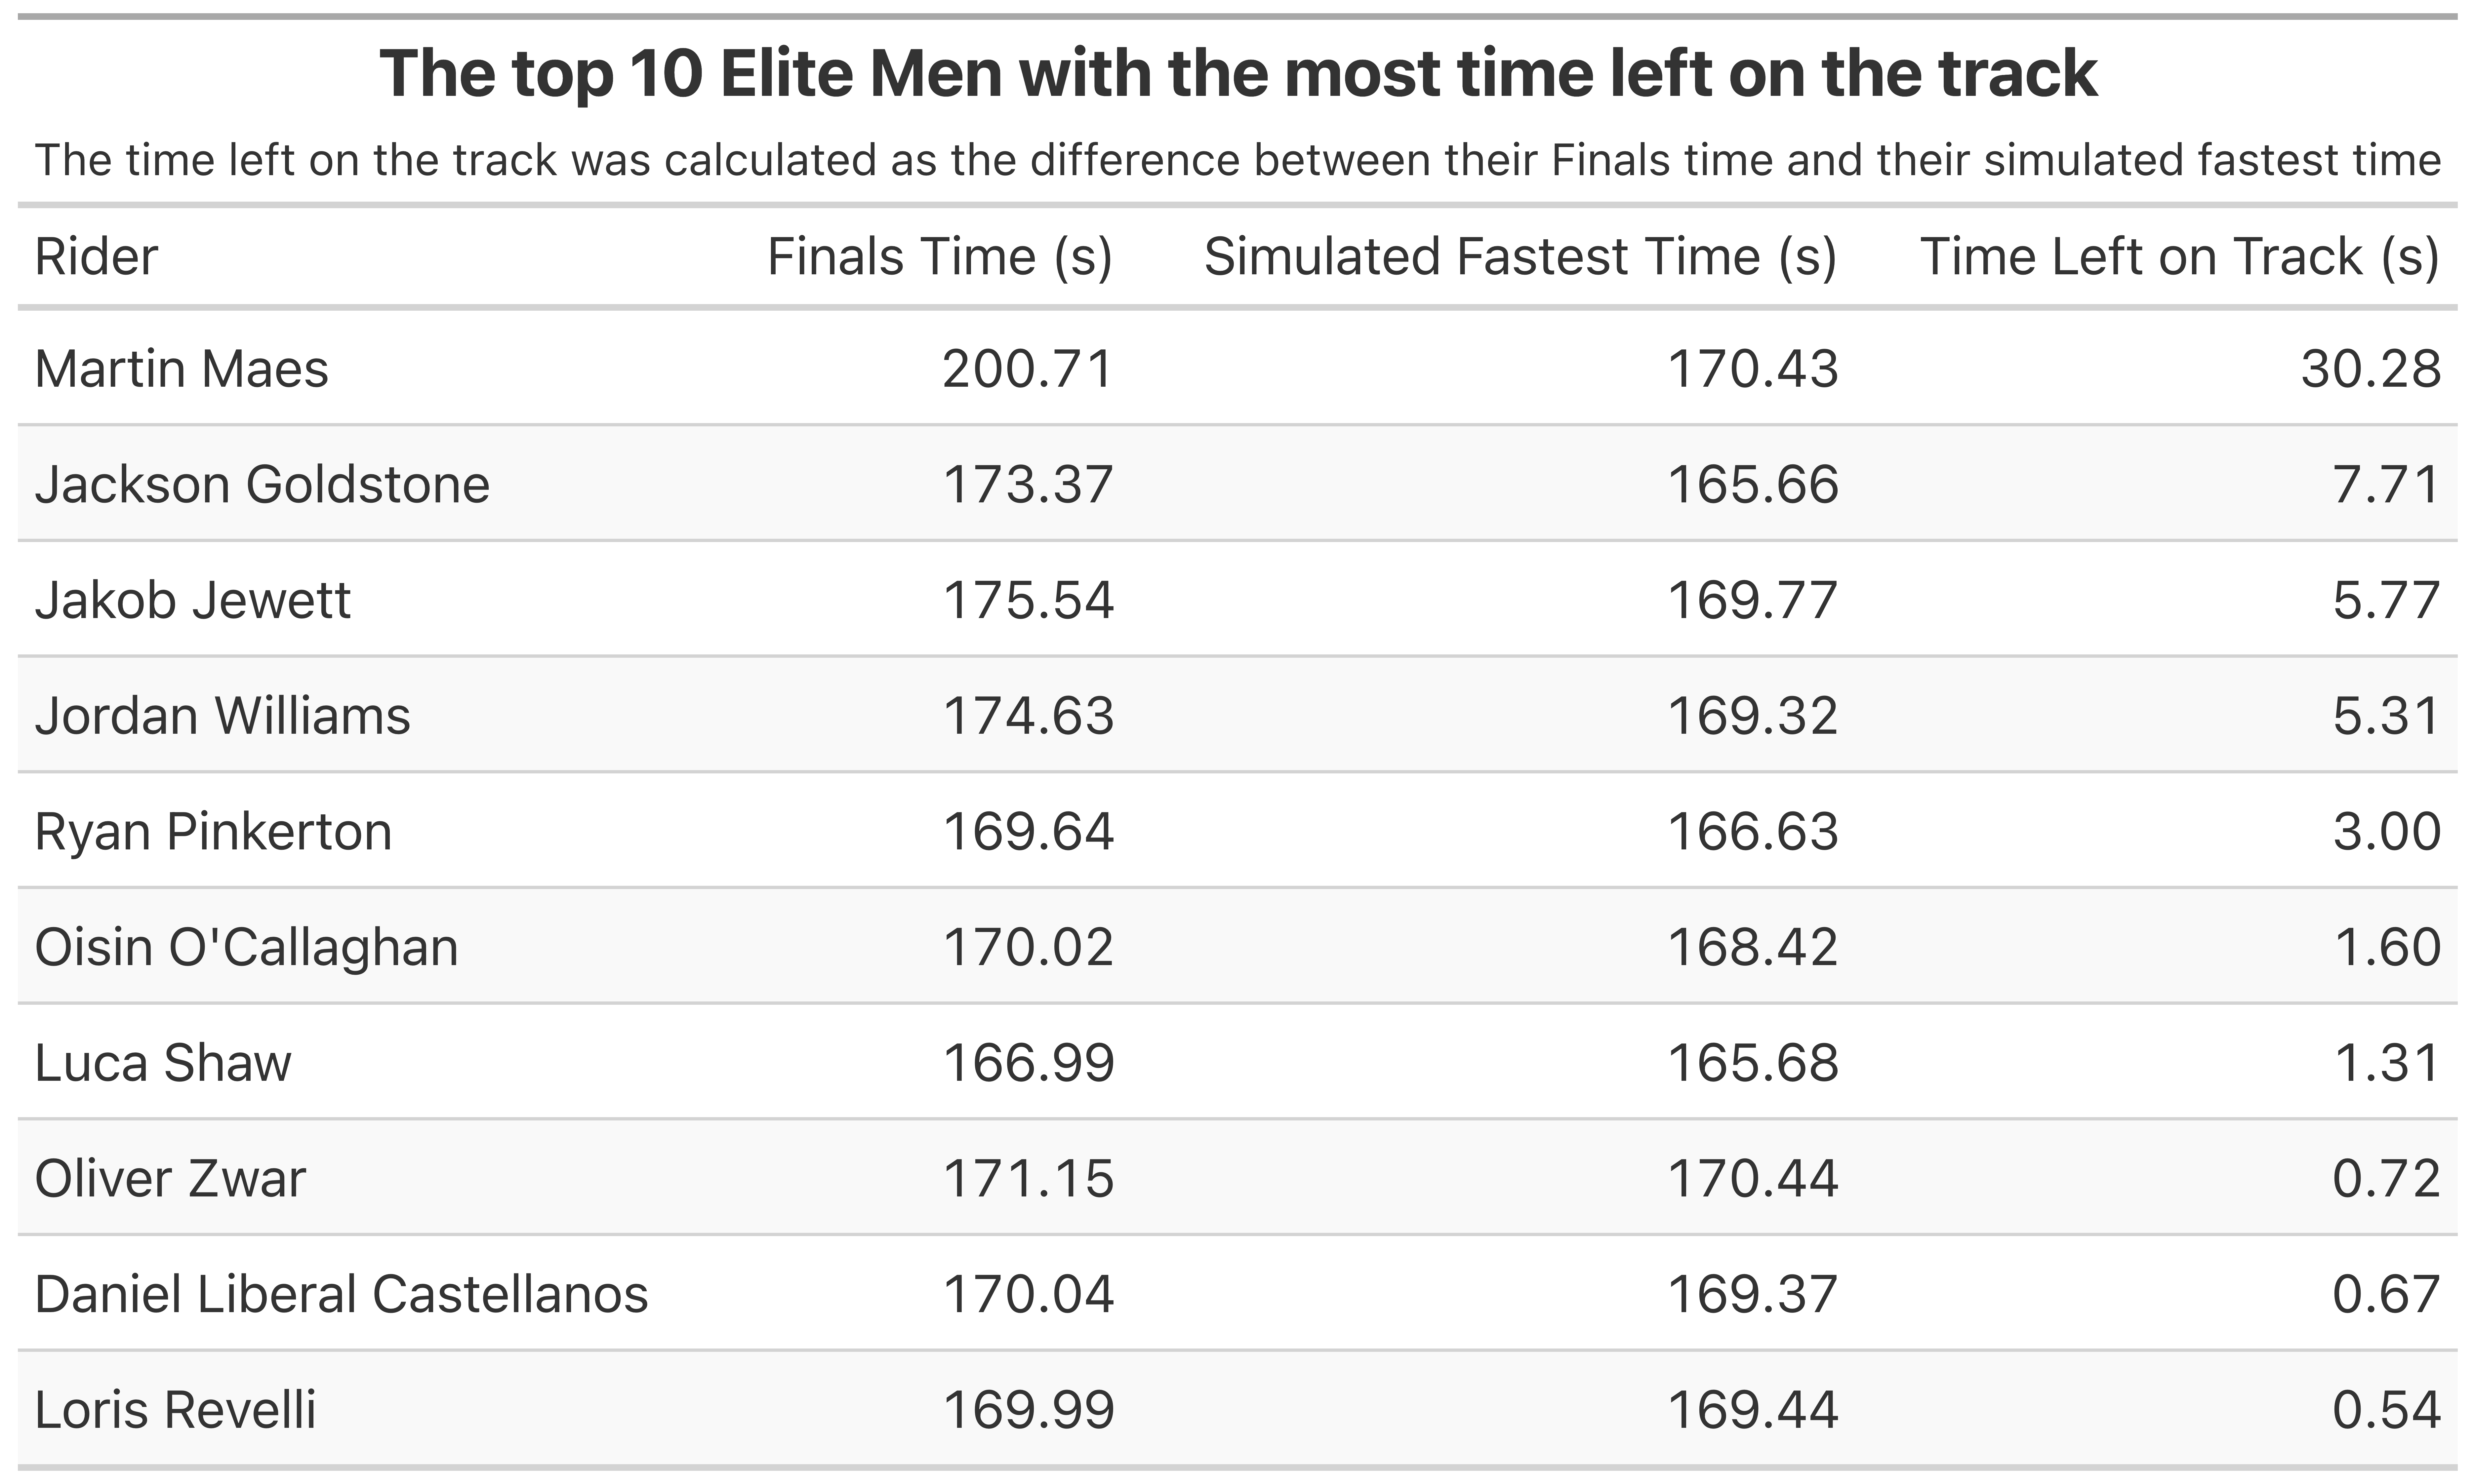 The top 10 Elite Men with the most time left on the track
The time left on the track was calculated as the difference between their Finals time and their simulated fastest time
Rider Finals Time (s) Simulated Fastest Time (s) Time Left on Track (s)
Martin Maes 200.71 170.43 30.28
Jackson Goldstone 173.37 165.66 7.71
Jakob Jewett 175.54 169.77 5.77
Jordan Williams 174.63 169.32 5.31
Ryan Pinkerton 169.64 166.63 3.00
Oisin O'Callaghan 170.02 168.42 1.60
Luca Shaw 166.99 165.68 1.31
Oliver Zwar 171.15 170.44 0.72
Daniel Liberal Castellanos 170.04 169.37 0.67
Loris Revelli 169.99 169.44 0.54